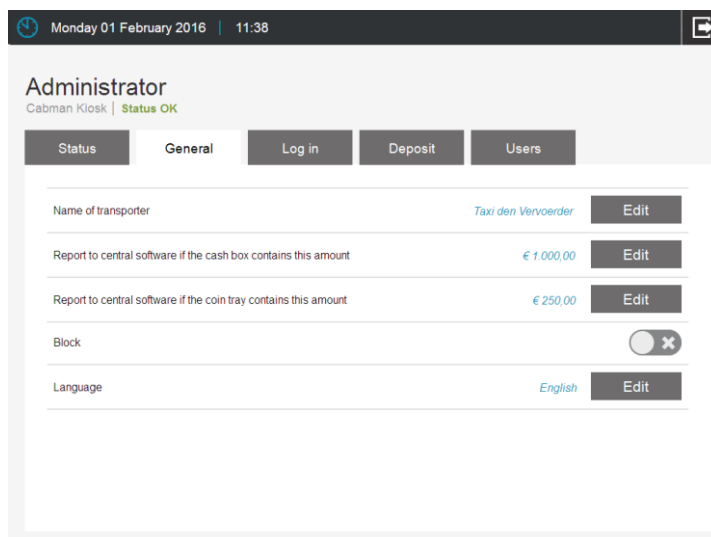 Monday 01 February 2016 | 11:38
Administrator
Cabman Kiosk | Status OK
Status General Log in Deposit Users
Name of transporter Taxi den Vervoerder Edit
Report to central software if the cash box contains this amount € 1.000,00 Edit
Report to central software if the coin tray contains this amount € 250,00 Edit
Block
Language English Edit